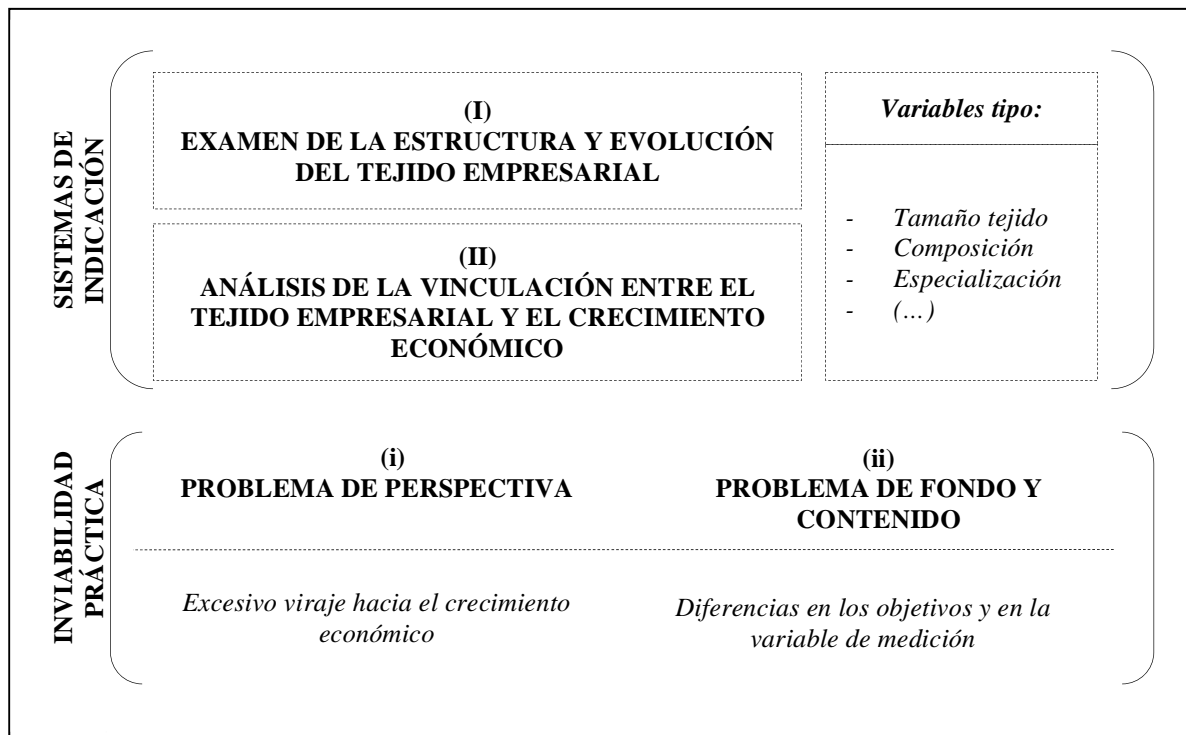 SISTEMAS DE
INDICACIÓN
(I)
EXAMEN DE LA ESTRUCTURA Y EVOLUCIÓN
DEL TEJIDO EMPRESARIAL
(II)
ANÁLISIS DE LA VINCULACIÓN ENTRE EL
TEJIDO EMPRESARIAL Y EL CRECIMIENTO
ECONÓMICO
Variables tipo:
- Tamaño tejido
- Composición
- Especialización
- (…)
INVIABILIDAD
PRÁCTICA
(i)
PROBLEMA DE PERSPECTIVA
Excesivo viraje hacia el crecimiento
económico
(ii)
PROBLEMA DE FONDO Y
CONTENIDO
Diferencias en los objetivos y en la
variable de medición